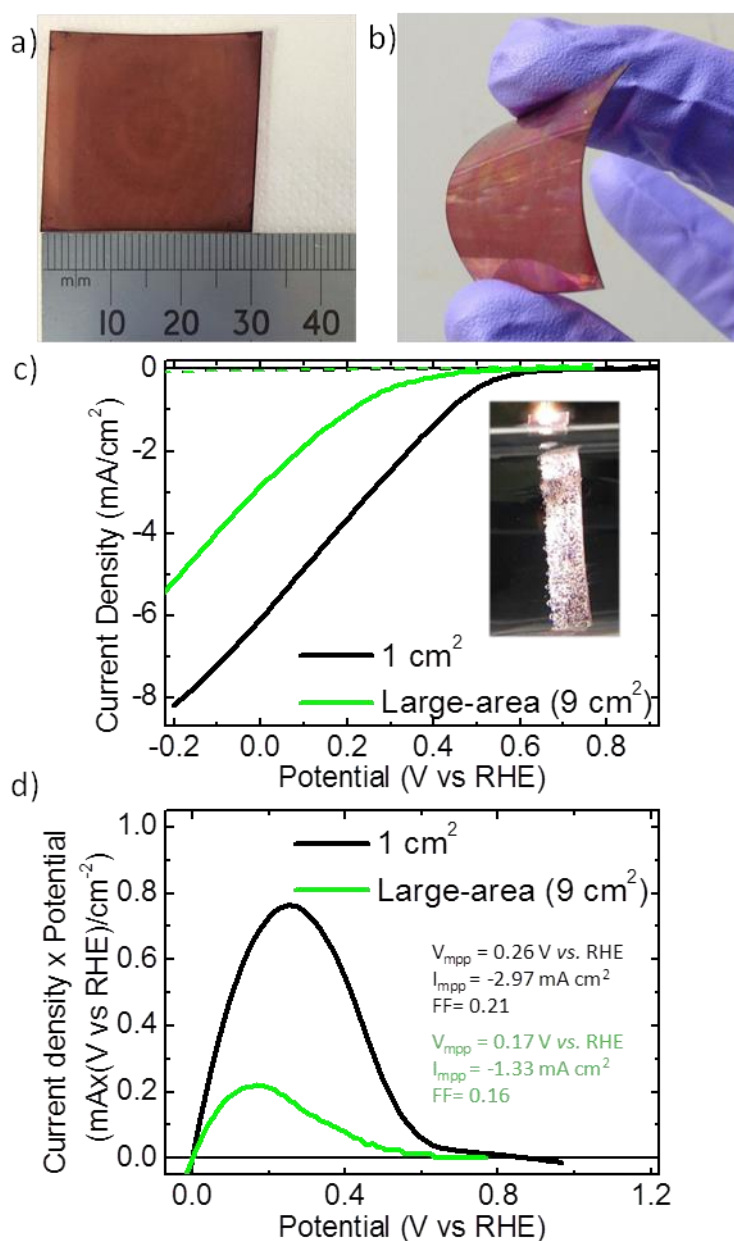 a)
b)
m/m
10
20
30
40
c)
0
-2
-4
-6
-8
Current Density (mA/cm²)
1 cm²
Large-area (9 cm²)
-0.2
0.0
0.2
0.4
0.6
0.8
Potential (V vs RHE)
d)
1.0
0.8
0.6
0.4
0.2
0.0
Current density x Potential
(mAx(V vs RHE)/cm⁻²)
1 cm²
Large-area (9 cm²)
Vmpp = 0.26 V vs. RHE
Impp = -2.97 mA cm²
FF= 0.21
Vmpp = 0.17 V vs. RHE
Impp = -1.33 mA cm²
FF= 0.16
0.0
0.4
0.8
1.2
Potential (V vs RHE)